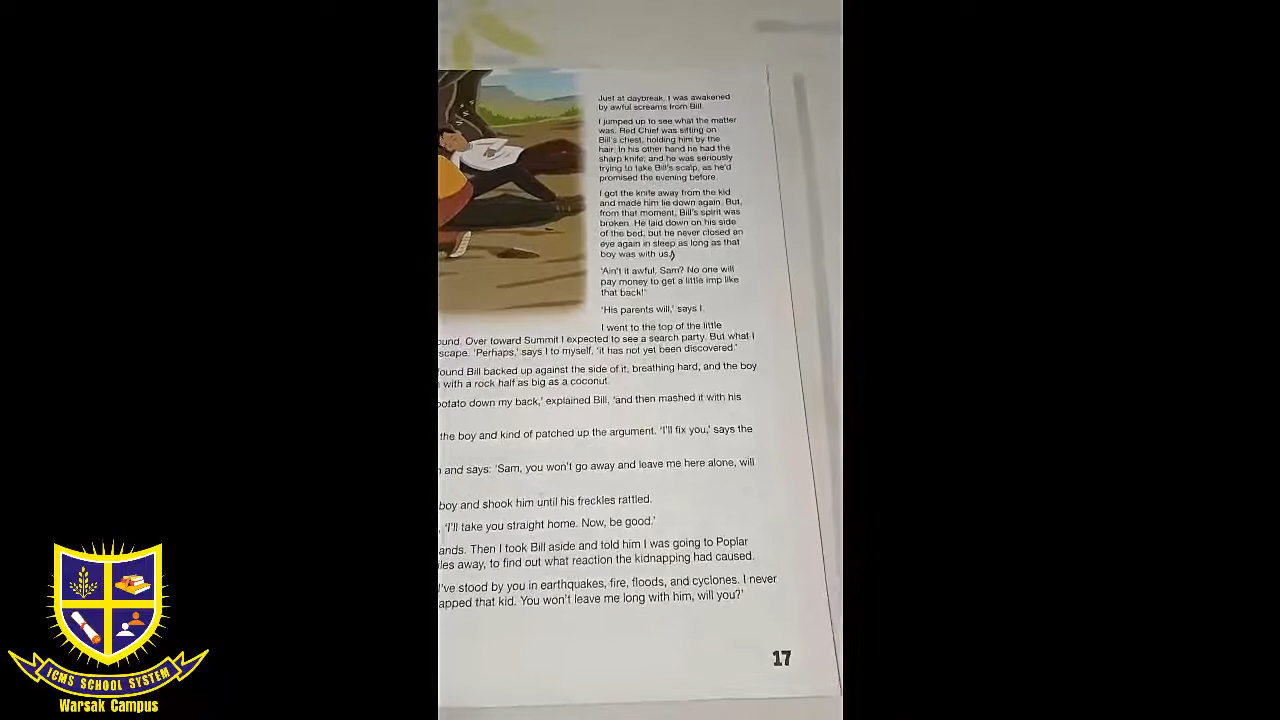 Just at daybreak, I was awakened
by awful screams from Bill.
I jumped up to see what the matter
was. Red Chief was sitting on
Bill's chest, holding him by the
hair. In his other hand he had the
sharp knife; and he was seriously
trying to take Bill's scalp, as he'd
promised the evening before.
I got the knife away from the kid
and made him lie down again. But,
from that moment, Bill's spirit was
broken. He laid down on his side
of the bed, but he never closed an
eye again in sleep as long as that
boy was with us.
'Ain't it awful, Sam? No one will
pay money to get a little imp like
that back!'
'His parents will,' says I.
I went to the top of the little
ound. Over toward Summit I expected to see a search party. But what I
scape. 'Perhaps,' says I to myself, 'it has not yet been discovered.'
ound Bill backed up against the side of it, breathing hard, and the boy
with a rock half as big as a coconut.
potato down my back,' explained Bill, 'and then mashed it with his
the boy and kind of patched up the argument. 'I'll fix you,' says the
and says: 'Sam, you won't go away and leave me here alone, will
boy and shook him until his freckles rattled.
'I'll take you straight home. Now, be good.'
ands. Then I took Bill aside and told him I was going to Poplar
les away, to find out what reaction the kidnapping had caused.
I've stood by you in earthquakes, fire, floods, and cyclones. I never
apped that kid. You won't leave me long with him, will you?'
17
ICMS SCHOOL SYSTEM
Warsak Campus